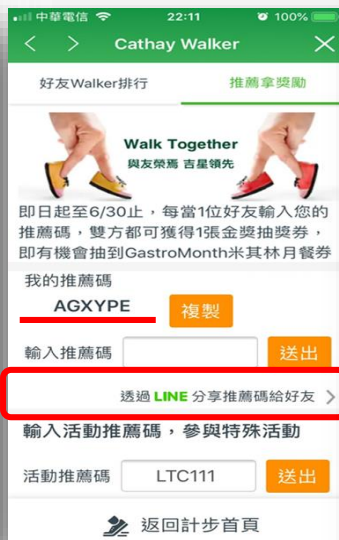 中華電信 22:11 100%
< > Cathay Walker ×
好友Walker排行 推薦拿獎勵
Walk Together
與友榮焉 吉星領先
即日起至6/30止，每當1位好友輸入您的
推薦碼，雙方都可獲得1張金獎抽獎券，
即有機會抽到GastroMonth米其林月餐券
我的推薦碼
AGXYPE 複製
輸入推薦碼 送出
透過 LINE 分享推薦碼給好友 >
輸入活動推薦碼，參與特殊活動
活動推薦碼 LTC111 送出
返回計步首頁